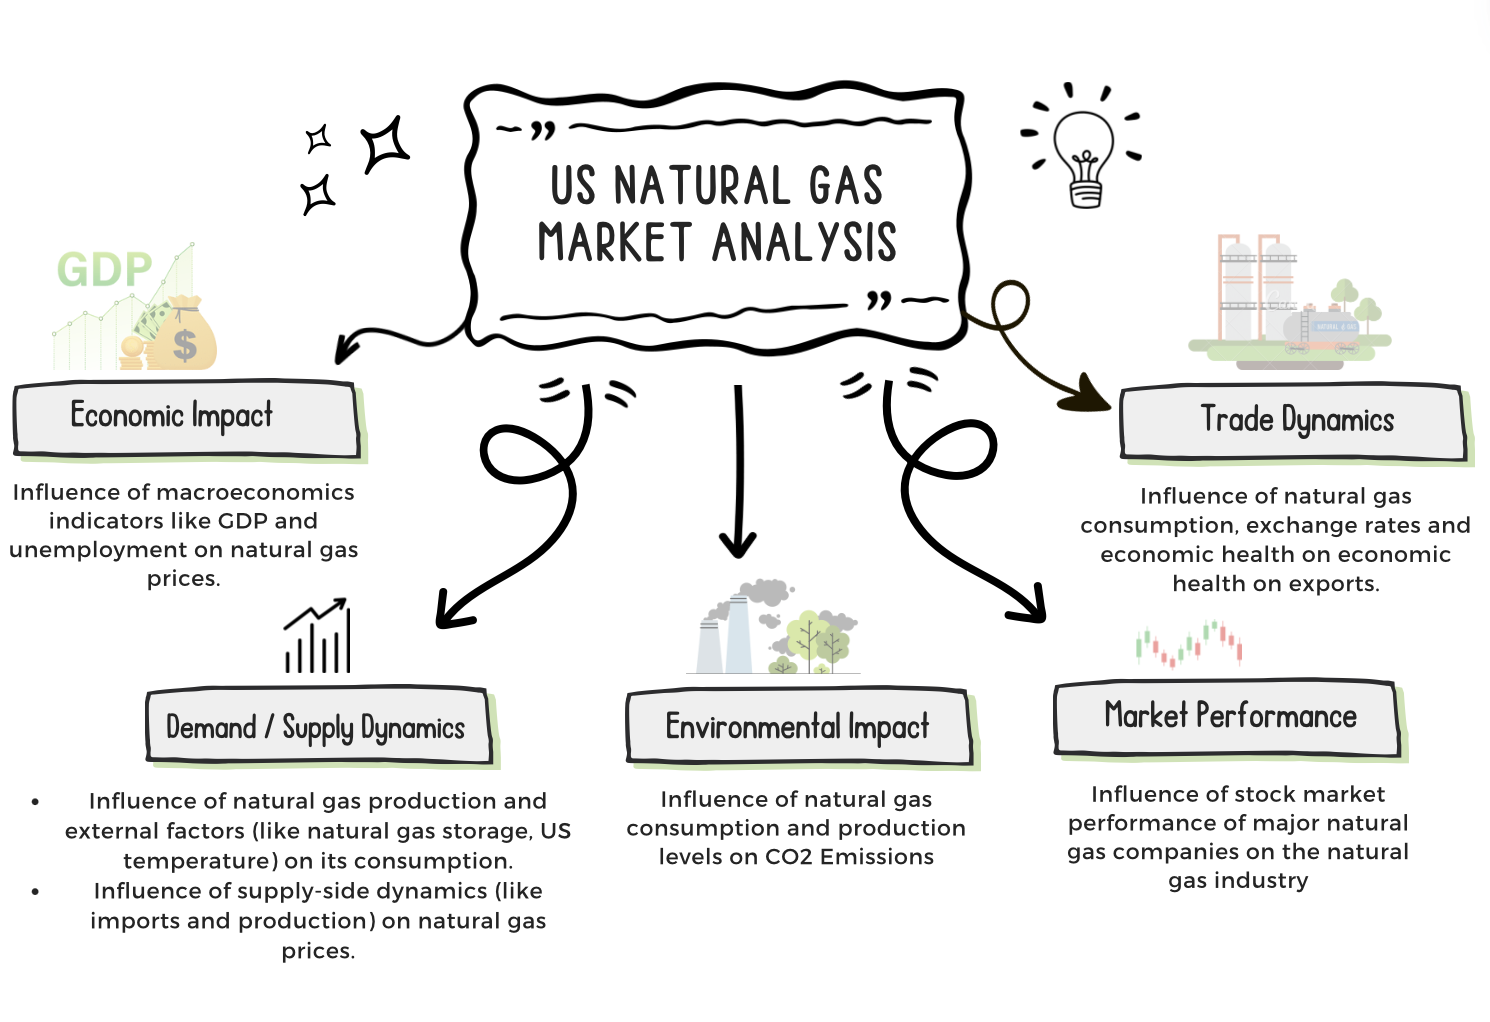 US NATURAL GAS
MARKET ANALYSIS
GDP
$
Economic Impact
Influence of macroeconomics
indicators like GDP and
unemployment on natural gas
prices.
NATURAL GAS
Trade Dynamics
Influence of natural gas
consumption, exchange rates and
economic health on economic
health on exports.
Demand / Supply Dynamics
• Influence of natural gas production and
external factors (like natural gas storage, US
temperature) on its consumption.
• Influence of supply-side dynamics (like
imports and production) on natural gas
prices.
Environmental Impact
Influence of natural gas
consumption and production
levels on CO2 Emissions
Market Performance
Influence of stock market
performance of major natural
gas companies on the natural
gas industry